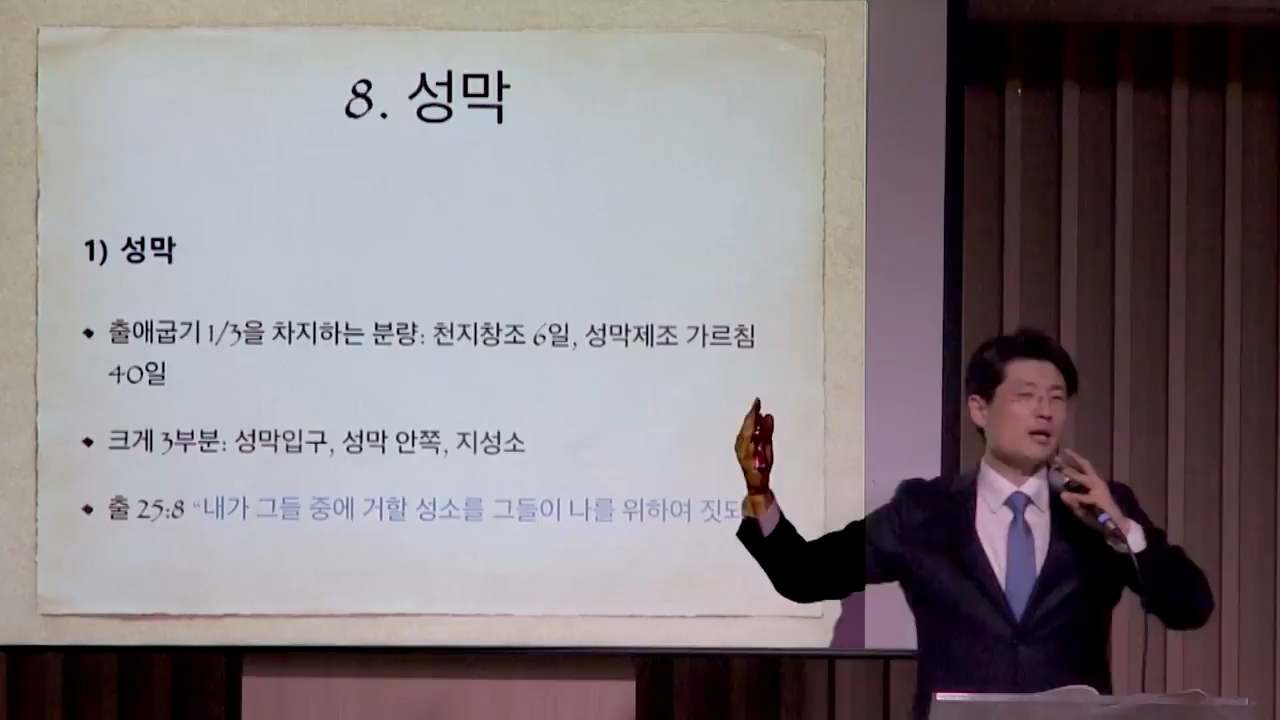 8. 성막
1) 성막
◆ 출애굽기 1/3을 차지하는 분량: 천지창조 6일, 성막제조 가르침
40일
◆ 크게 3부분: 성막입구, 성막 안쪽, 지성소
◆ 출 25:8 “내가 그들 중에 거할 성소를 그들이 나를 위하여